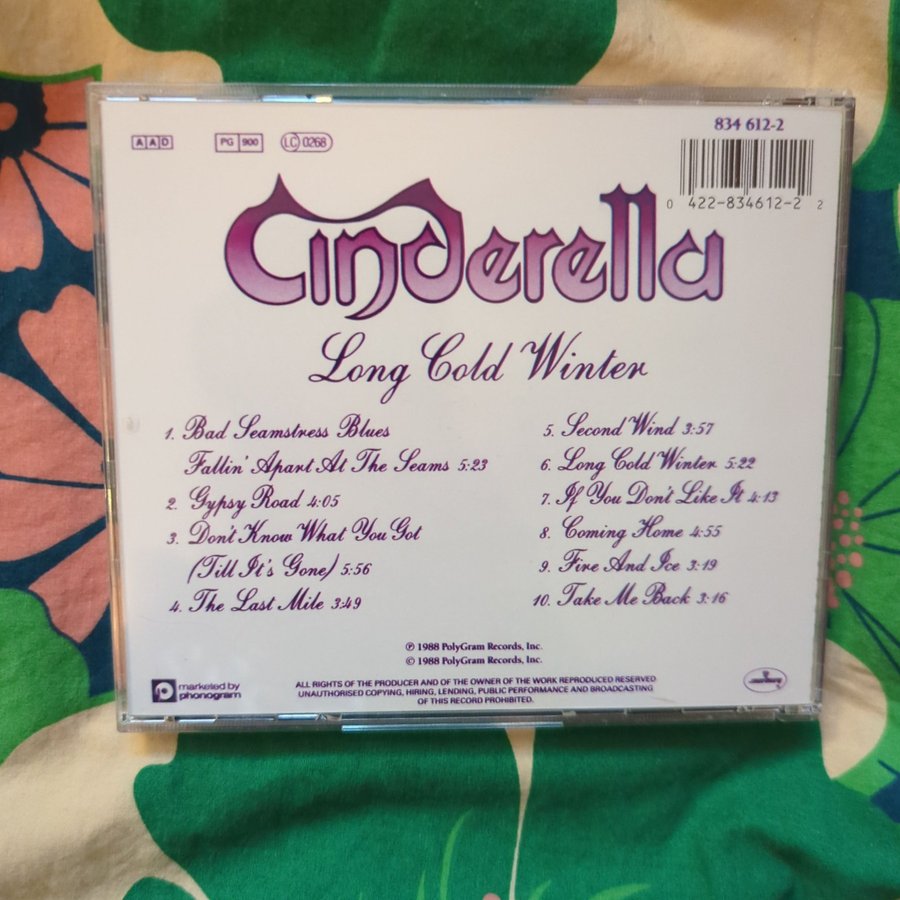 834 612-2
AAD PG 900 LC 0268
0 422-834612-2 2
Cinderella
Long Cold Winter
1. Bad Seamstress Blues
Fallin' Apart At The Seams 5:23
2. Gypsy Road 4:05
3. Don't Know What You Got
(Till It's Gone) 5:56
4. The Last Mile 3:49
5. Second Wind 3:57
6. Long Cold Winter 5:22
7. If You Don't Like It 4:13
8. Coming Home 4:55
9. Fire And Ice 3:19
10. Take Me Back 3:16
℗ 1988 PolyGram Records, Inc.
© 1988 PolyGram Records, Inc.
marketed by
phonogram
ALL RIGHTS OF THE PRODUCER AND OF THE OWNER OF THE WORK REPRODUCED RESERVED
UNAUTHORISED COPYING, HIRING, LENDING, PUBLIC PERFORMANCE AND BROADCASTING
OF THIS RECORD PROHIBITED.